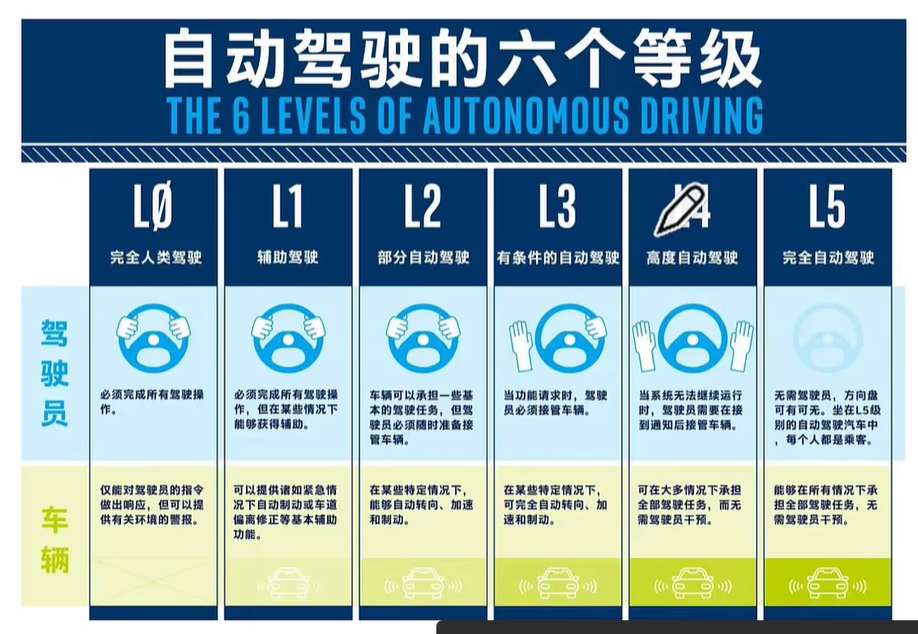 自动驾驶的六个等级
THE 6 LEVELS OF AUTONOMOUS DRIVING
L0
完全人类驾驶
L1
辅助驾驶
L2
部分自动驾驶
L3
有条件的自动驾驶
4
高度自动驾驶
L5
完全自动驾驶
驾
驶
员
必须完成所有驾驶操
作。
必须完成所有驾驶操
作，但在某些情况下
能够获得辅助。
车辆可以承担一些基
本的驾驶任务，但驾
驶员必须随时准备接
管车辆。
当功能请求时，驾驶
员必须接管车辆。
当系统无法继续运行
时，驾驶员需要在接
到通知后接管车辆。
无需驾驶员，方向盘
可有可无。坐在L5级
别的自动驾驶汽车中
，每个人都是乘客。
车
辆
仅能对驾驶员的指令
做出响应，但可以提
供有关环境的警报。
可以提供诸如紧急情
况下自动制动或车道
偏离修正等基本辅助
功能。
在某些特定情况下，
能够自动转向、加速
和制动。
在某些特定情况下，
可完全自动转向、加
速和制动。
可在大多情况下承担
全部驾驶任务，而无
需驾驶员干预。
能够在所有情况下承
担全部驾驶任务，无
需驾驶员干预。